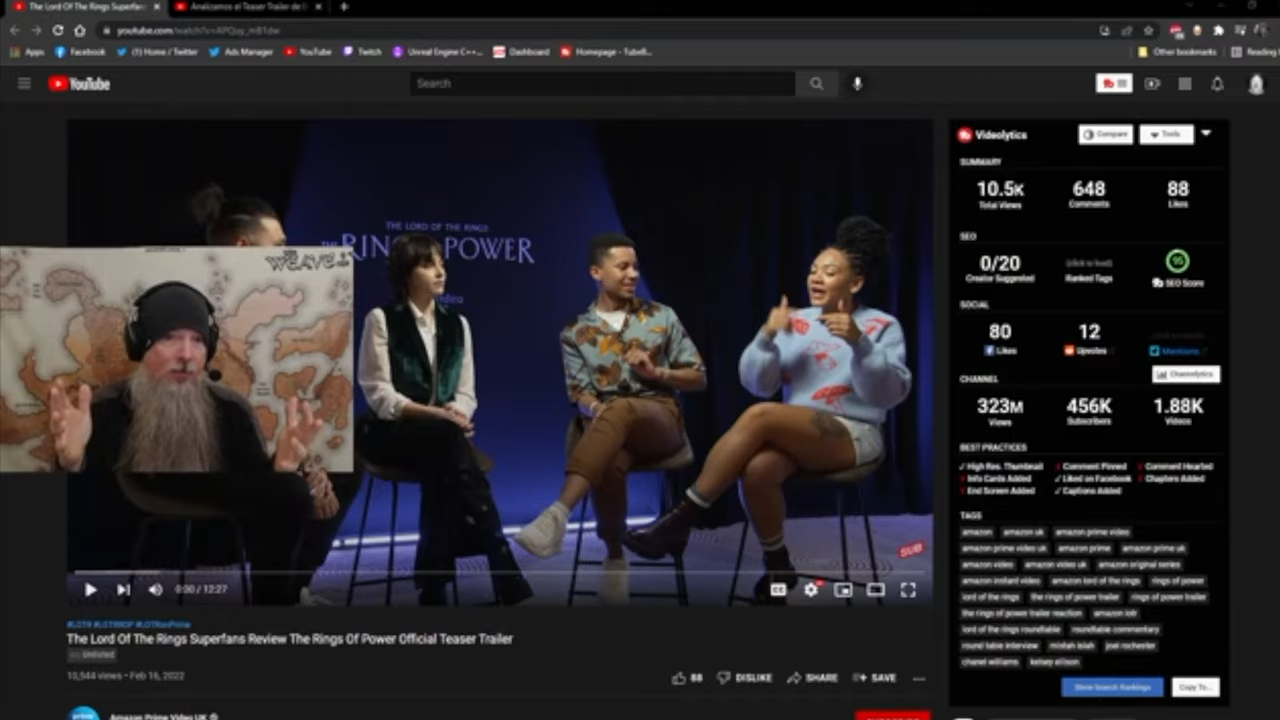 The Lord Of The Rings Superfans
Analizamos el Teaser Trailer de
youtube.com/watch?v=
Apps Facebook (1) Home / Twitter Ads Manager YouTube Twitch Unreal Engine C++... Dashboard Homepage - TubeB... Other bookmarks Reading
YouTube
Search
THE LORD OF THE RINGS
THE RINGS POWER
WEAVE
SUB
0:00 / 12:27
#LOTR #LOTRROP #LOTRonPrime
The Lord Of The Rings Superfans Review The Rings Of Power Official Teaser Trailer
Unlisted
10,544 views • Feb 16, 2022
88 DISLIKE SHARE SAVE
Amazon Prime Video UK
Videolytics Compare Tools
SUMMARY
10.5K 648 88
Total Views Comments Likes
SEO
0/20 (click to load) 95
Creator Suggested Ranked Tags SEO Score
SOCIAL
80 12
Likes Upvotes Mentions
CHANNEL Channelytics
323M 456K 1.88K
Views Subscribers Videos
BEST PRACTICES
High Res. Thumbnail Comment Pinned Comment Hearted
Info Cards Added Liked on Facebook Chapters Added
End Screen Added Captions Added
TAGS
amazon amazon uk amazon prime video
amazon prime video uk amazon prime amazon prime uk
amazon video amazon video uk amazon original series
amazon instant video amazon lord of the rings rings of power
lord of the rings the rings of power trailer rings of power trailer
the rings of power trailer reaction amazon lotr
lord of the rings roundtable roundtable commentary
round table interview
chanel williams kelsey ellison
Show Search Rankings Copy To...